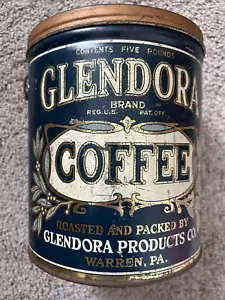 CONTENTS FIVE POUNDS
GLENDORA
BRAND
REG. U.S. PAT. OFF.
COFFEE
ROASTED AND PACKED BY
GLENDORA PRODUCTS CO.
WARREN, PA.